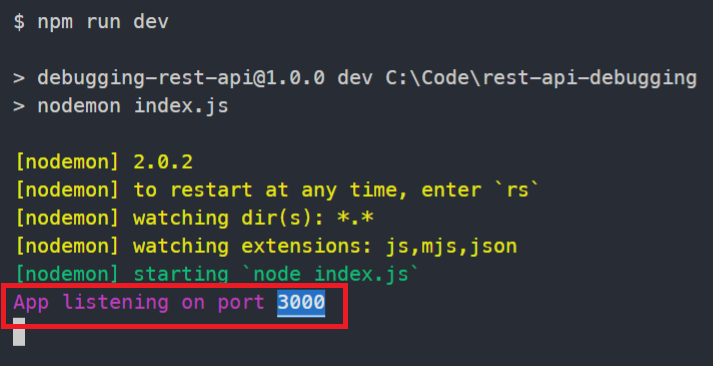 $ npm run dev
> debugging-rest-api@1.0.0 dev C:\Code\rest-api-debugging
> nodemon index.js
[nodemon] 2.0.2
[nodemon] to restart at any time, enter `rs`
[nodemon] watching dir(s): *.*
[nodemon] watching extensions: js,mjs,json
[nodemon] starting `node index.js`
App listening on port 3000